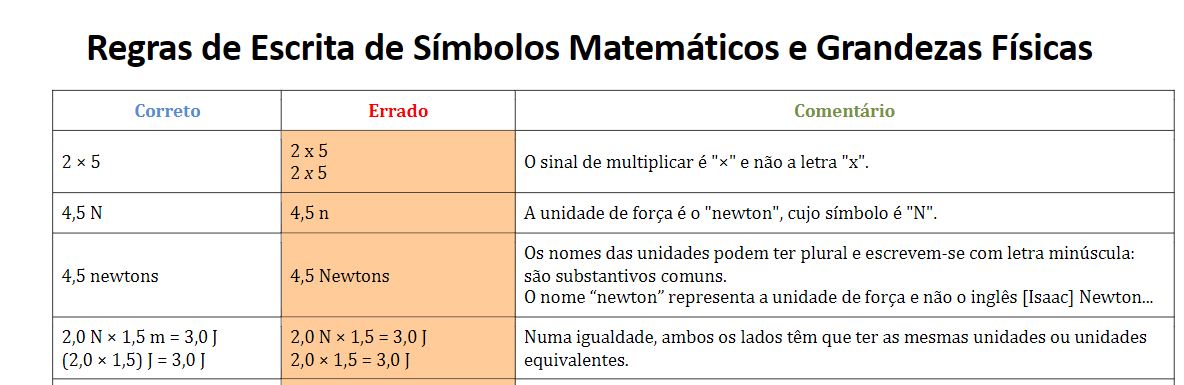 Regras de Escrita de Símbolos Matemáticos e Grandezas Físicas
Correto
Errado
Comentário
2 × 5
2 x 5
2 x 5
O sinal de multiplicar é "×" e não a letra "x".
4,5 N
4,5 n
A unidade de força é o "newton", cujo símbolo é "N".
4,5 newtons
4,5 Newtons
Os nomes das unidades podem ter plural e escrevem-se com letra minúscula:
são substantivos comuns.
O nome “newton” representa a unidade de força e não o inglês [Isaac] Newton...
2,0 N × 1,5 m = 3,0 J
(2,0 × 1,5) J = 3,0 J
2,0 N × 1,5 = 3,0 J
2,0 × 1,5 = 3,0 J
Numa igualdade, ambos os lados têm que ter as mesmas unidades ou unidades
equivalentes.